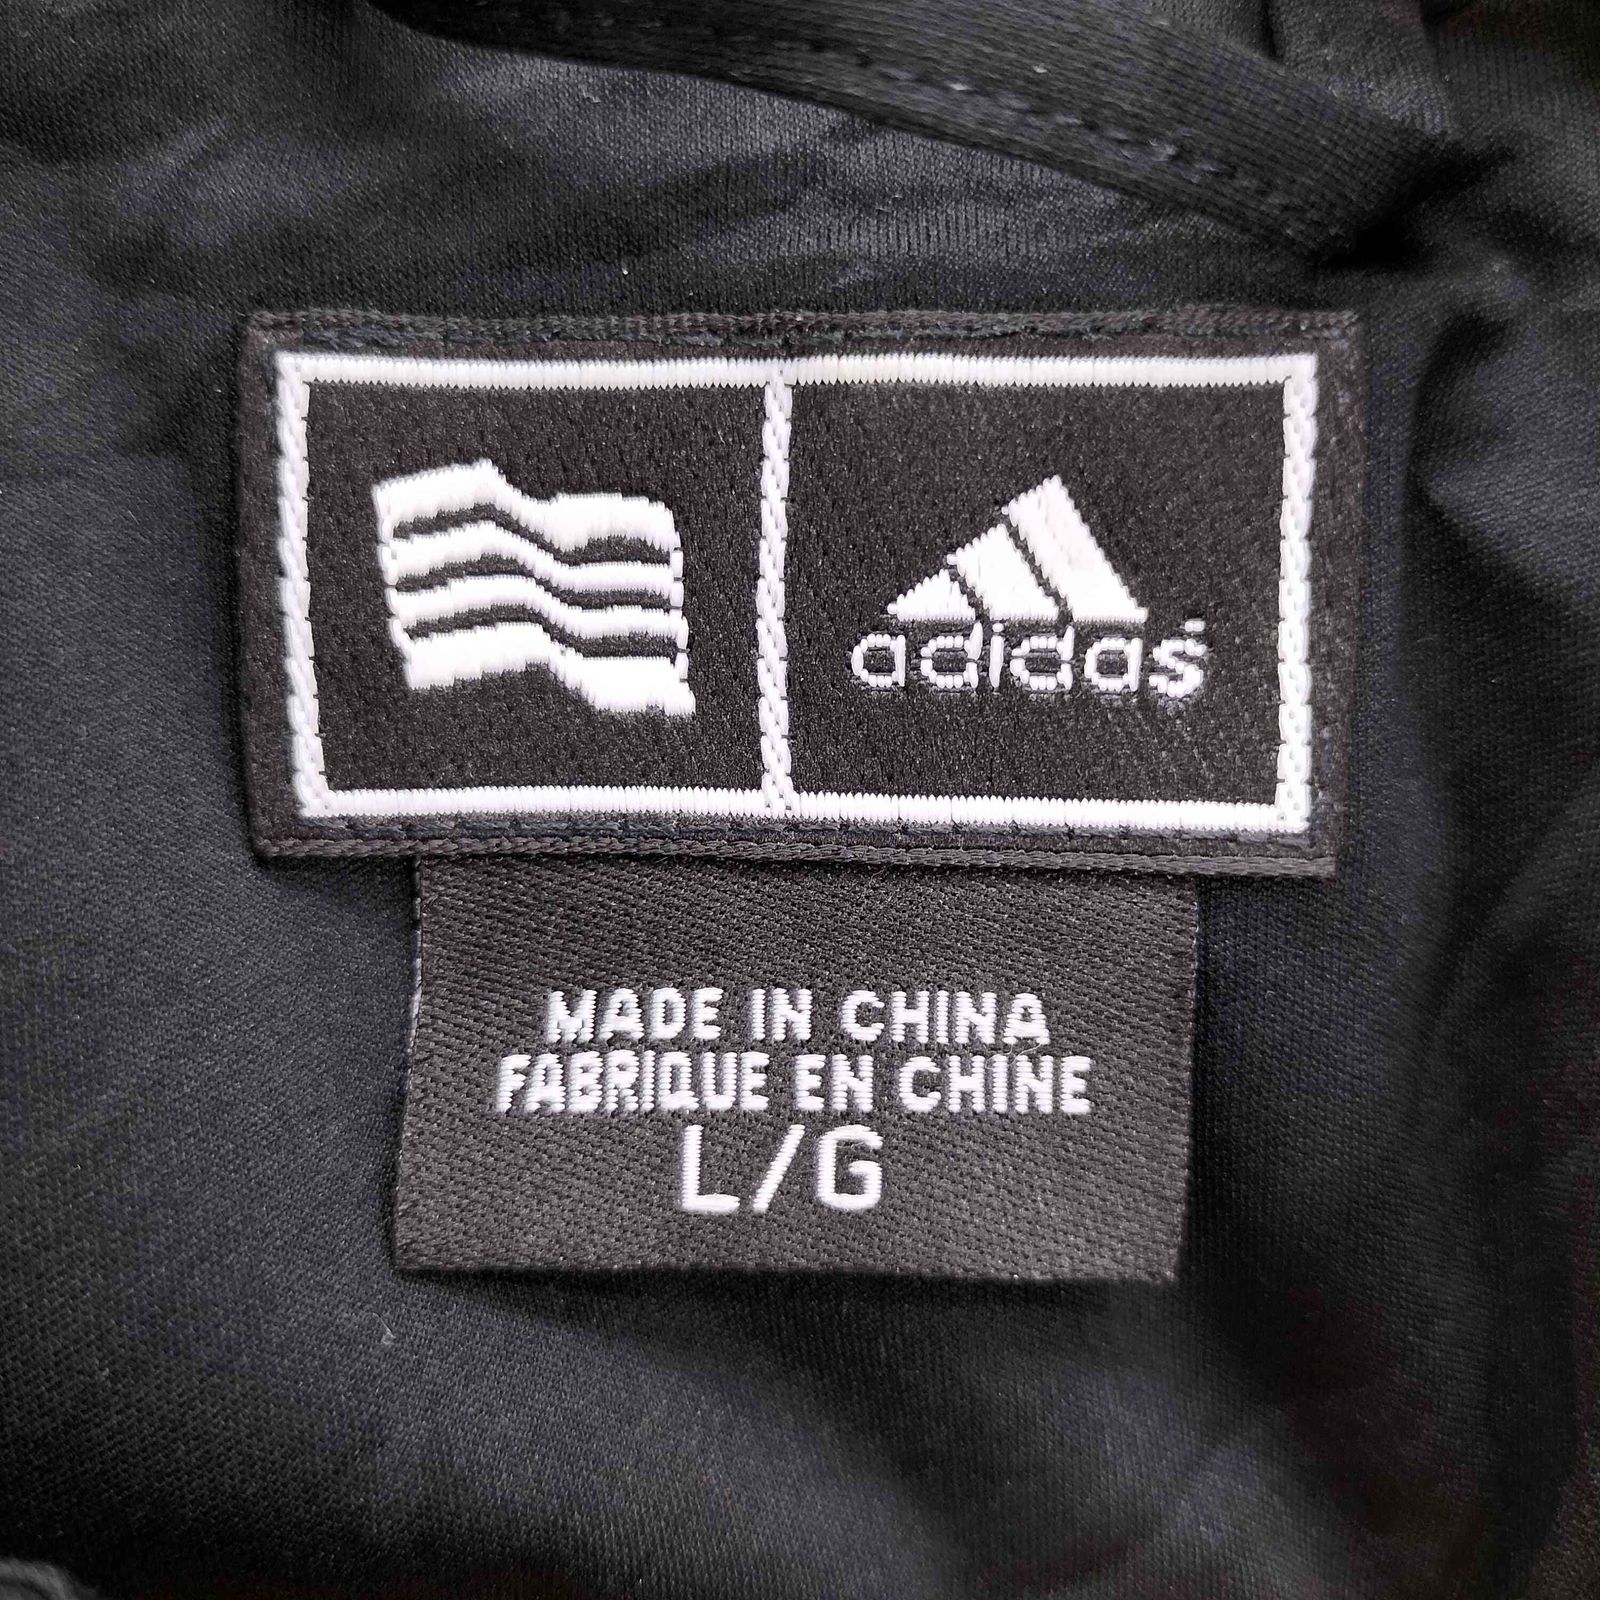 adidas
MADE IN CHINA
FABRIQUE EN CHINE
L/G